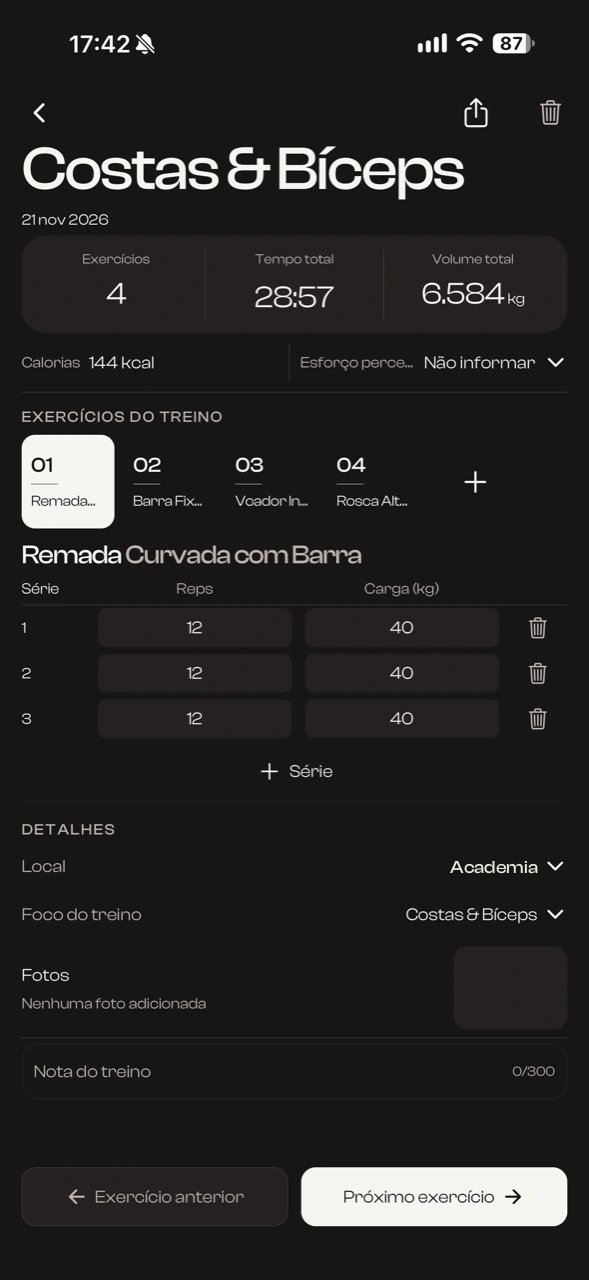 17:42
87
Costas & Bíceps
21 nov 2026
Exercícios Tempo total Volume total
4 28:57 6.584 kg
Calorias 144 kcal Esforço perce... Não informar
EXERCÍCIOS DO TREINO
01 02 03 04
Remada... Barra Fix... Voador In... Rosca Alt...
Remada Curvada com Barra
Série Reps Carga (kg)
1 12 40
2 12 40
3 12 40
+ Série
DETALHES
Local Academia
Foco do treino Costas & Bíceps
Fotos
Nenhuma foto adicionada
Nota do treino 0/300
← Exercício anterior Próximo exercício →